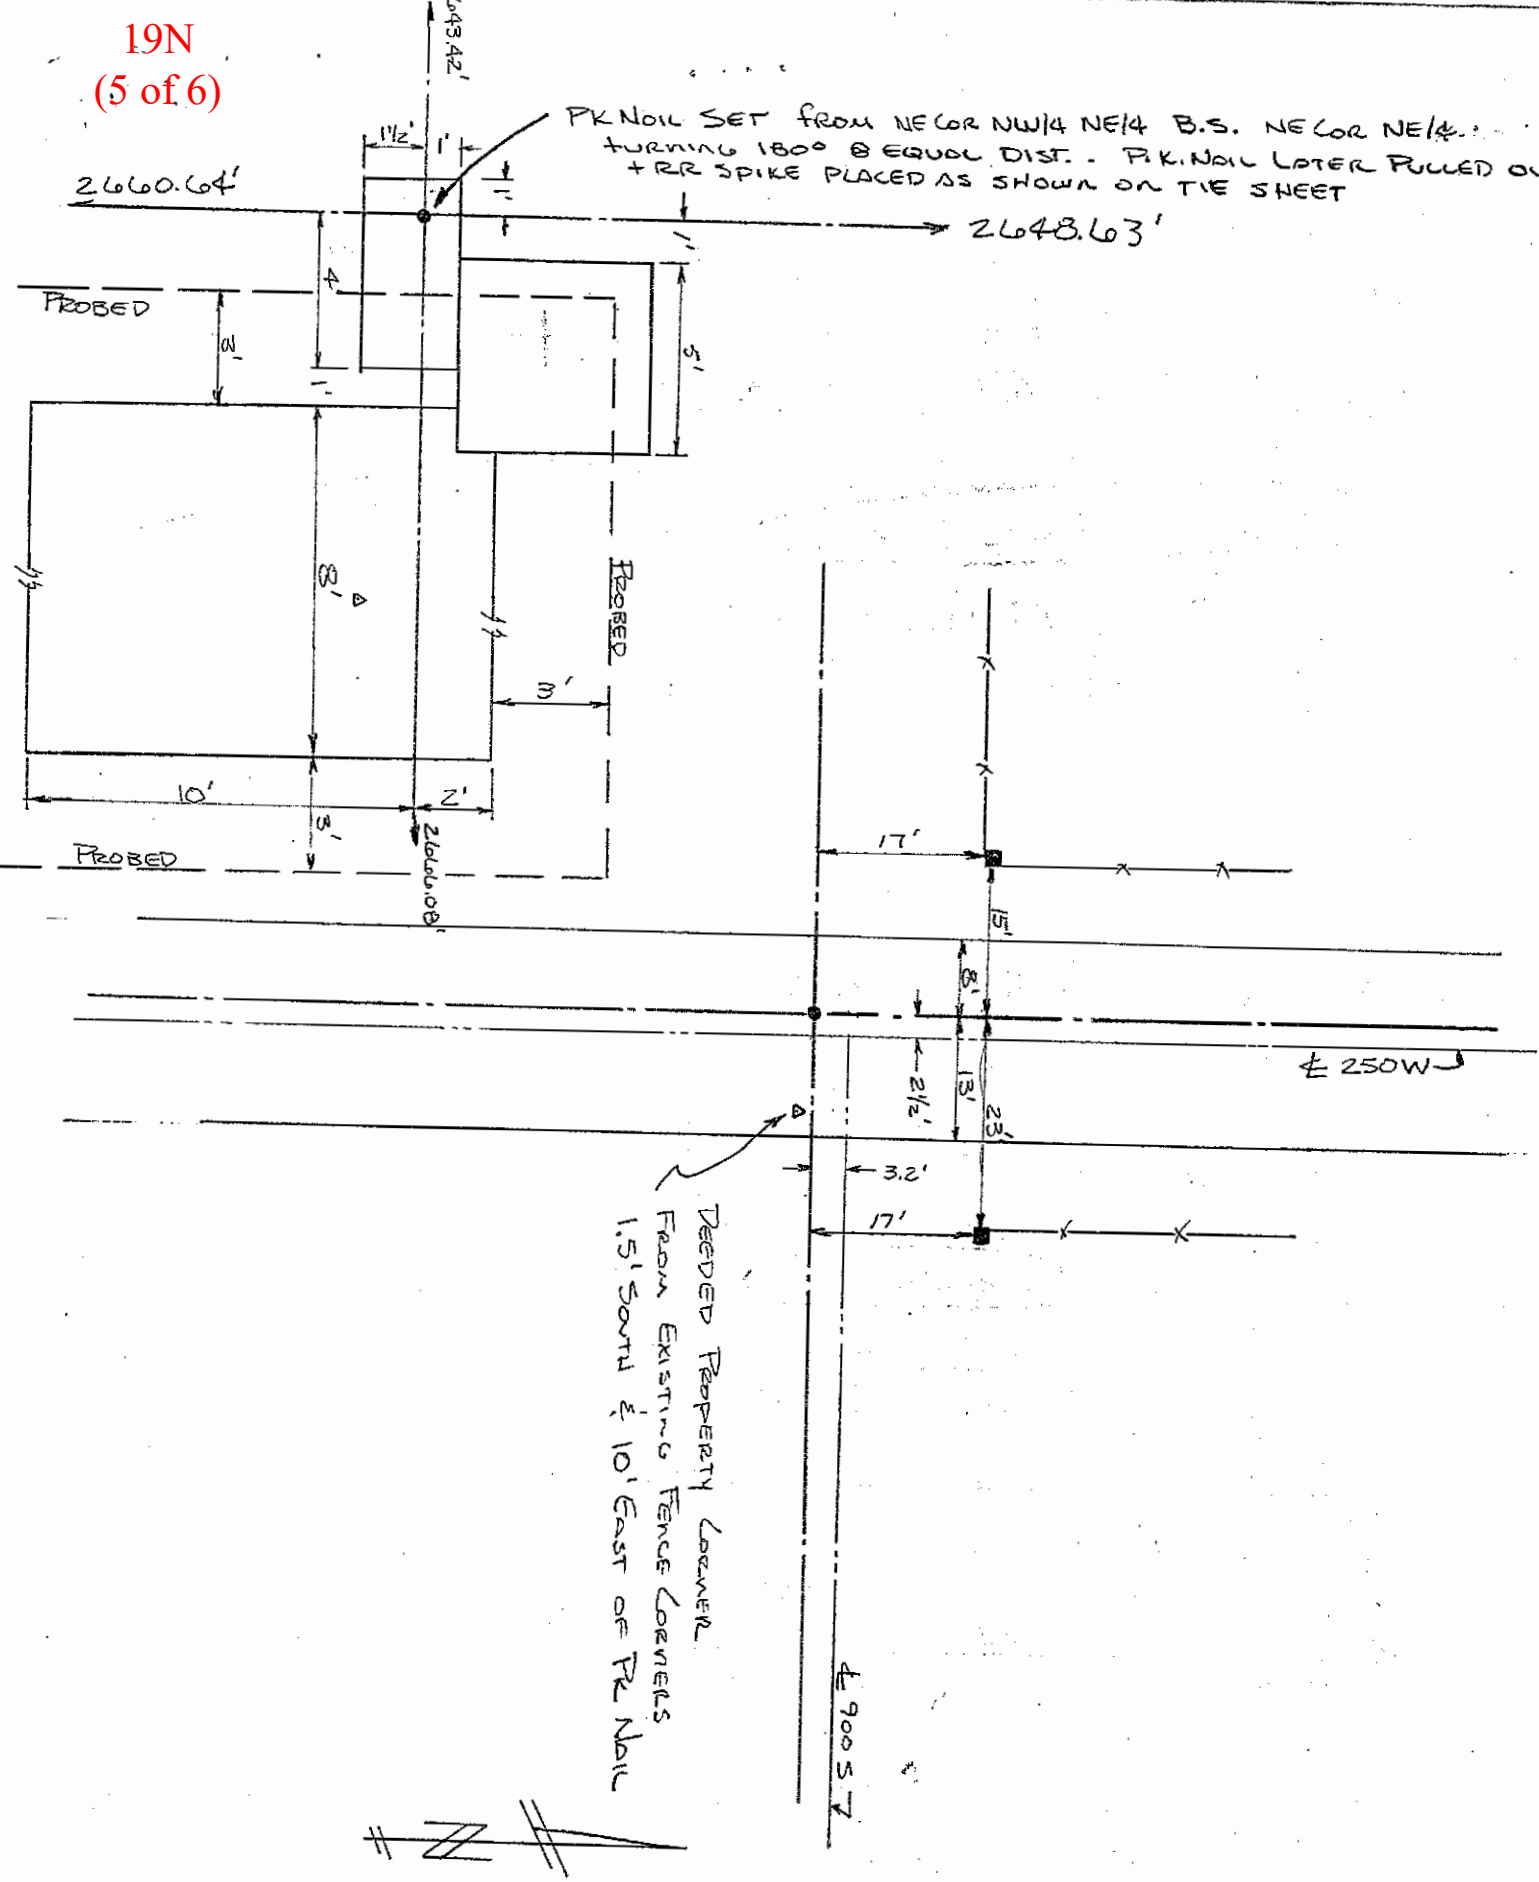 19N
(5 of 6)
643.42'
PK NAIL SET FROM NE COR NW/4 NE/4 B.S. NE COR NE/4
TURNING 180° @ EQUAL DIST.. P.K. NAIL LATER PULLED
+ RR SPIKE PLACED AS SHOWN ON TIE SHEET
1½'
1'
1'
2660.64'
2648.63'
1'
4'
PROBED
3'
5'
1'
8'
PROBED
3'
10'
2'
3'
2666.08'
PROBED
17'
15'
8'
℄ 250W
2½'
13'
23'
3.2'
17'
DEEDED PROPERTY CORNER
FROM EXISTING FENCE CORNERS
1.5' SOUTH & 10' EAST OF PK NAIL
℄ 900 S
N